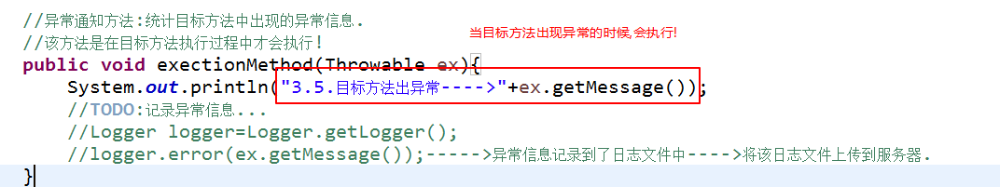 //异常通知方法:统计目标方法中出现的异常信息.
当目标方法出现异常的时候,会执行!
//该方法是在目标方法执行过程中才会执行!
public void exectionMethod(Throwable ex){
System.out.println("3.5.目标方法出异常---->"+ex.getMessage());
//TODO:记录异常信息...
//Logger logger=Logger.getLogger();
//logger.error(ex.getMessage());----->异常信息记录到了日志文件中---->将该日志文件上传到服务器.
}